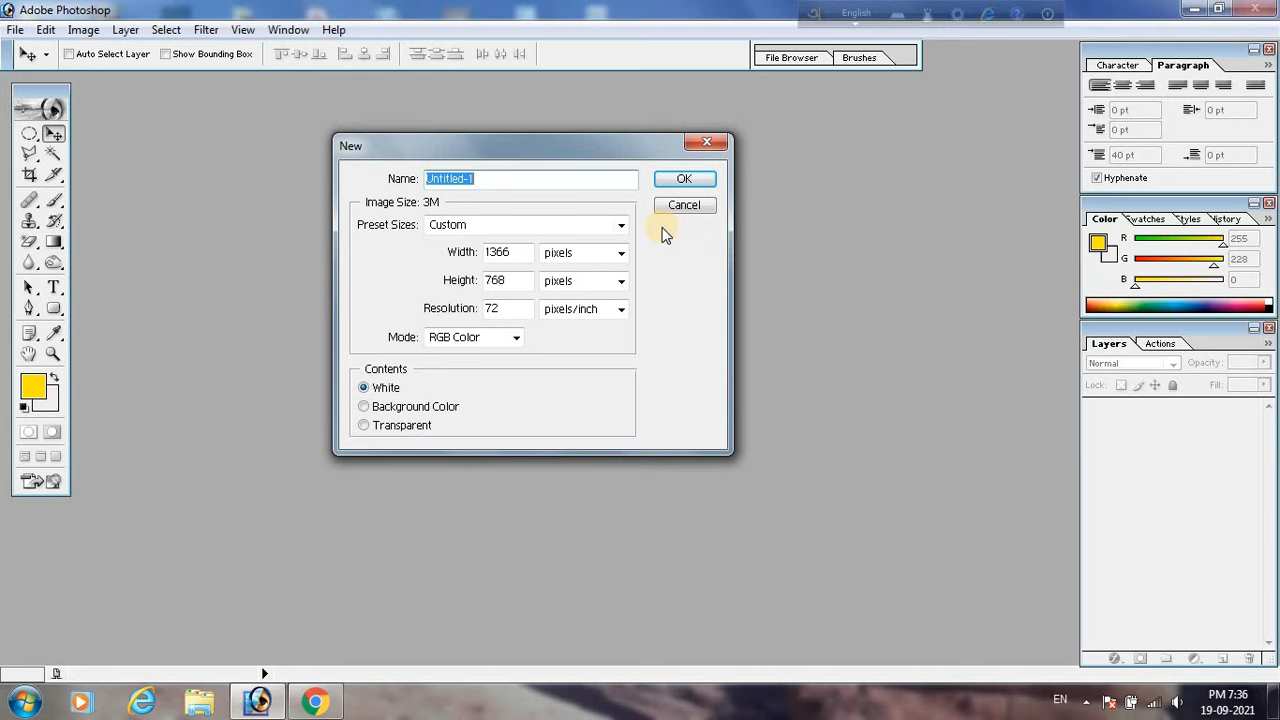 Adobe Photoshop
English
File Edit Image Layer Select Filter View Window Help
Auto Select Layer Show Bounding Box
File Browser Brushes
Character Paragraph
0 pt 0 pt
0 pt
40 pt 0 pt
Hyphenate
New
Name: Untitled-1
OK
Image Size: 3M
Cancel
Preset Sizes: Custom
Width: 1366 pixels
Height: 768 pixels
Resolution: 72 pixels/inch
Mode: RGB Color
Contents
White
Background Color
Transparent
Color Swatches Styles History
R 255
G 228
B 0
Layers Actions
Normal Opacity:
Lock: Fill:
EN
PM 7:36
19-09-2021